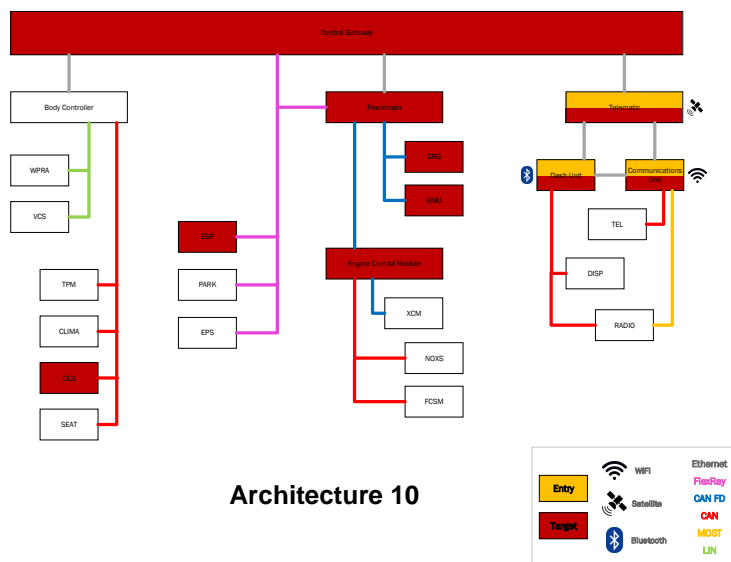 Central Gateway
Body Controller
Powertrain
Telematic
CRG
WPRA
Dash Unit
Communications
Unit
BMU
VCS
TEL
ESP
Engine Control Module
DISP
TPM
PARK
XCM
CLIMA
EPS
RADIO
NOXS
CLS
FCSM
SEAT
Architecture 10
Entry
Target
WiFi
Satellite
Bluetooth
Ethernet
FlexRay
CAN FD
CAN
MOST
LIN